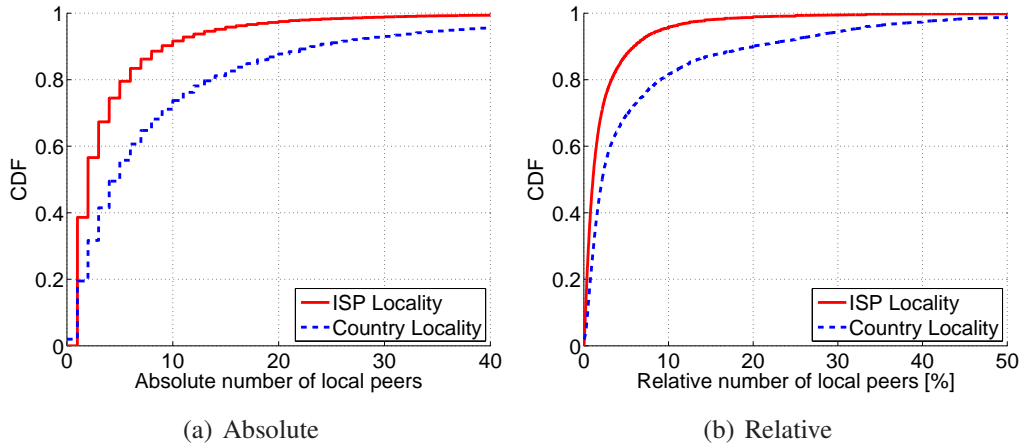 1
0.8
0.6
0.4
0.2
0
CDF
0 10 20 30 40
Absolute number of local peers
ISP Locality
Country Locality
(a) Absolute
1
0.8
0.6
0.4
0.2
0
CDF
0 10 20 30 40 50
Relative number of local peers [%]
ISP Locality
Country Locality
(b) Relative